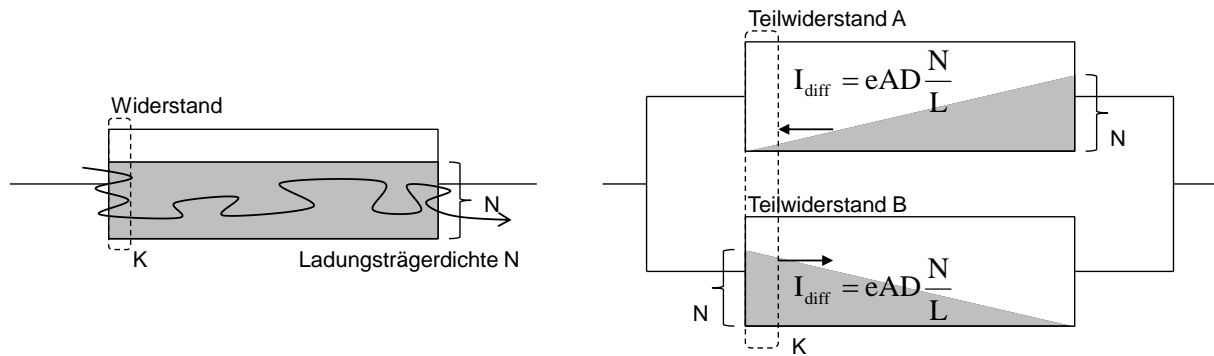 Widerstand
N
K
Ladungsträgerdichte N
Teilwiderstand A
I_diff = eAD N/L
N
Teilwiderstand B
I_diff = eAD N/L
N
K